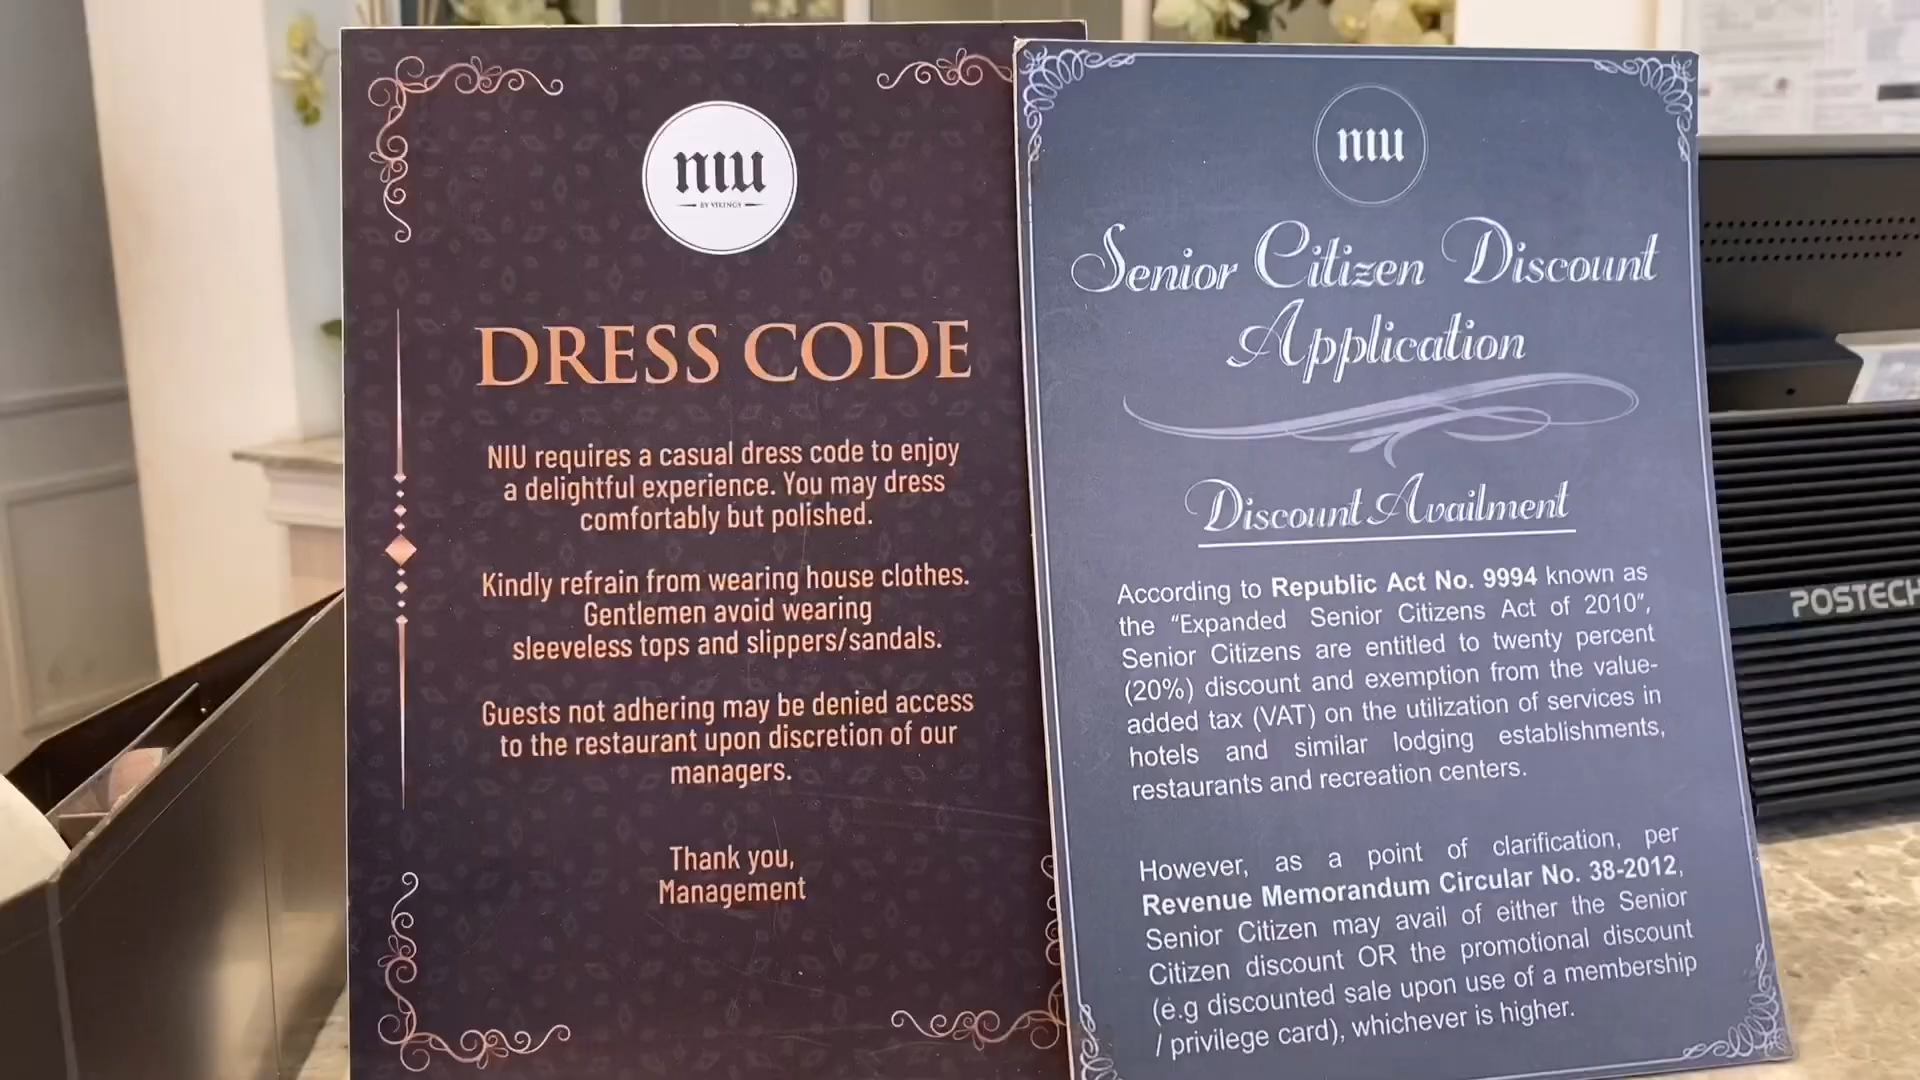 niu
BY VIKINGS
DRESS CODE
NIU requires a casual dress code to enjoy
a delightful experience. You may dress
comfortably but polished.
Kindly refrain from wearing house clothes.
Gentlemen avoid wearing
sleeveless tops and slippers/sandals.
Guests not adhering may be denied access
to the restaurant upon discretion of our
managers.
Thank you,
Management
niu
Senior Citizen Discount
Application
Discount Availment
According to Republic Act No. 9994 known as
the “Expanded Senior Citizens Act of 2010”,
Senior Citizens are entitled to twenty percent
(20%) discount and exemption from the value-
added tax (VAT) on the utilization of services in
hotels and similar lodging establishments,
restaurants and recreation centers.
However, as a point of clarification, per
Revenue Memorandum Circular No. 38-2012,
Senior Citizen may avail of either the Senior
Citizen discount OR the promotional discount
(e.g discounted sale upon use of a membership
/ privilege card), whichever is higher.
POSTECH